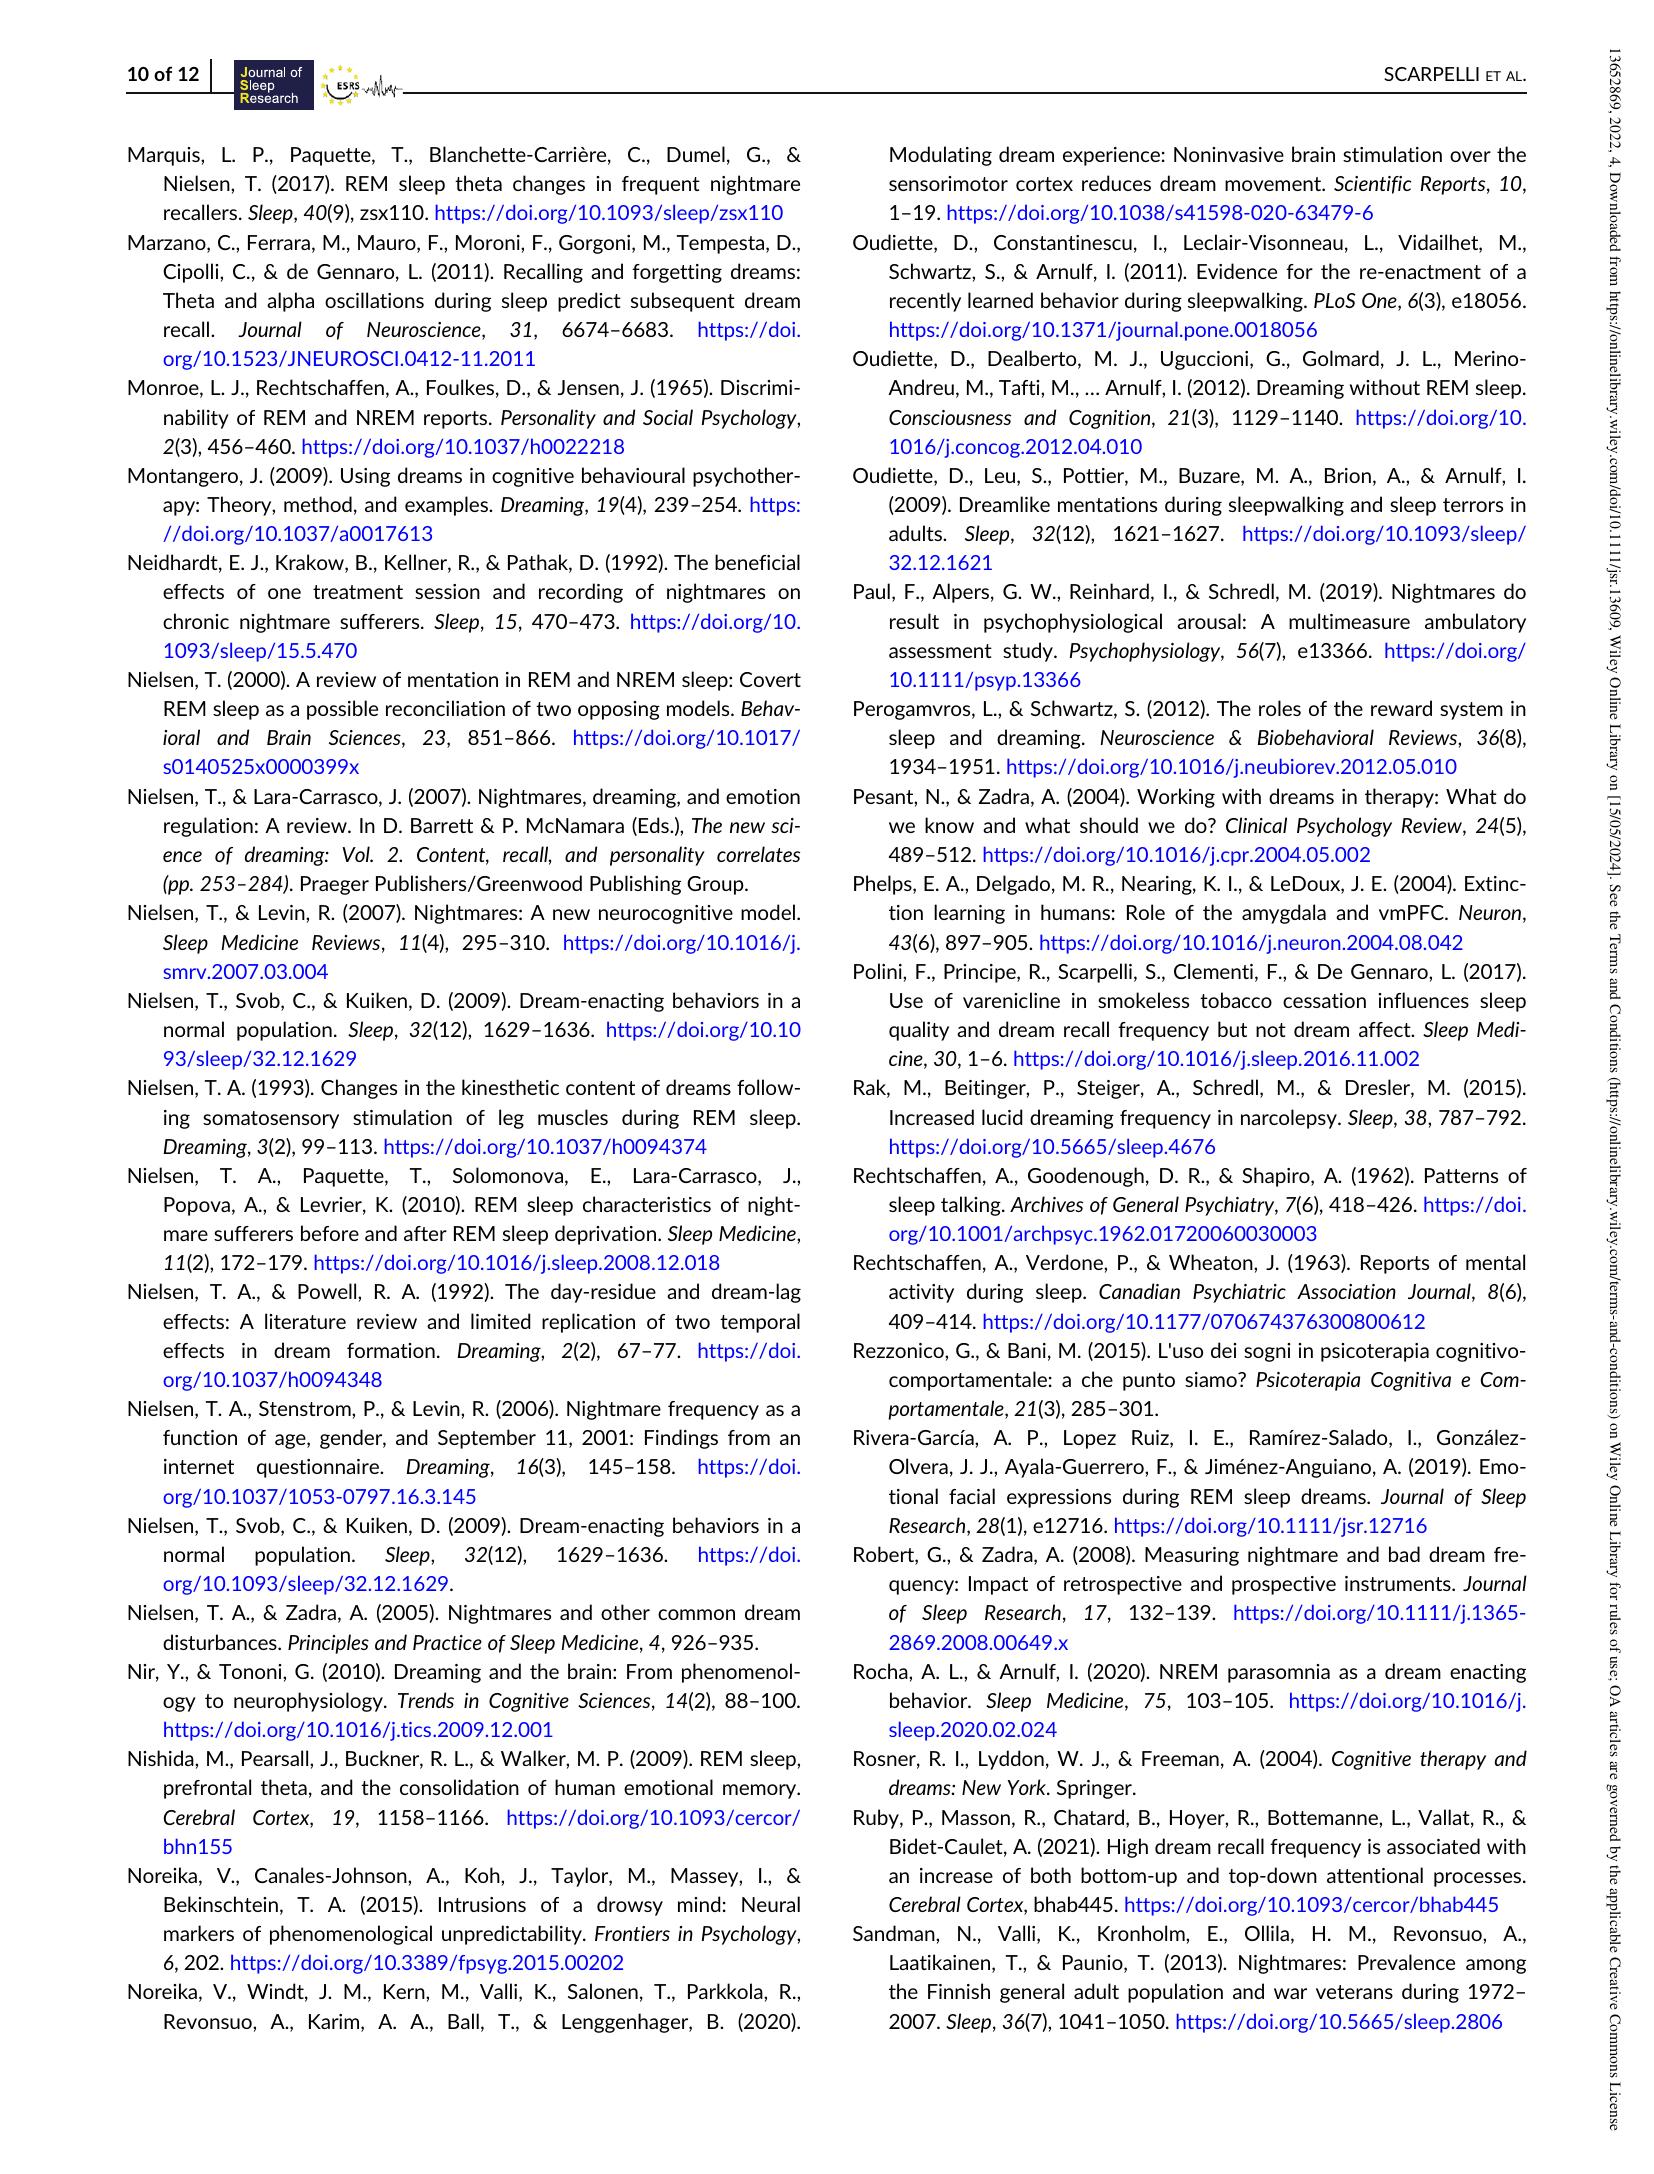 10 of 12
Journal of
Sleep
Research
ESRS
SCARPELLI ET AL.
Marquis, L. P., Paquette, T., Blanchette-Carrière, C., Dumel, G., &
Nielsen, T. (2017). REM sleep theta changes in frequent nightmare
recallers. Sleep, 40(9), zsx110. https://doi.org/10.1093/sleep/zsx110
Marzano, C., Ferrara, M., Mauro, F., Moroni, F., Gorgoni, M., Tempesta, D.,
Cipolli, C., & de Gennaro, L. (2011). Recalling and forgetting dreams:
Theta and alpha oscillations during sleep predict subsequent dream
recall. Journal of Neuroscience, 31, 6674–6683. https://doi.
org/10.1523/JNEUROSCI.0412-11.2011
Monroe, L. J., Rechtschaffen, A., Foulkes, D., & Jensen, J. (1965). Discrimi-
nability of REM and NREM reports. Personality and Social Psychology,
2(3), 456–460. https://doi.org/10.1037/h0022218
Montangero, J. (2009). Using dreams in cognitive behavioural psychother-
apy: Theory, method, and examples. Dreaming, 19(4), 239–254. https:
//doi.org/10.1037/a0017613
Neidhardt, E. J., Krakow, B., Kellner, R., & Pathak, D. (1992). The beneficial
effects of one treatment session and recording of nightmares on
chronic nightmare sufferers. Sleep, 15, 470–473. https://doi.org/10.
1093/sleep/15.5.470
Nielsen, T. (2000). A review of mentation in REM and NREM sleep: Covert
REM sleep as a possible reconciliation of two opposing models. Behav-
ioral and Brain Sciences, 23, 851–866. https://doi.org/10.1017/
s0140525x0000399x
Nielsen, T., & Lara-Carrasco, J. (2007). Nightmares, dreaming, and emotion
regulation: A review. In D. Barrett & P. McNamara (Eds.), The new sci-
ence of dreaming: Vol. 2. Content, recall, and personality correlates
(pp. 253–284). Praeger Publishers/Greenwood Publishing Group.
Nielsen, T., & Levin, R. (2007). Nightmares: A new neurocognitive model.
Sleep Medicine Reviews, 11(4), 295–310. https://doi.org/10.1016/j.
smrv.2007.03.004
Nielsen, T., Svob, C., & Kuiken, D. (2009). Dream-enacting behaviors in a
normal population. Sleep, 32(12), 1629–1636. https://doi.org/10.10
93/sleep/32.12.1629
Nielsen, T. A. (1993). Changes in the kinesthetic content of dreams follow-
ing somatosensory stimulation of leg muscles during REM sleep.
Dreaming, 3(2), 99–113. https://doi.org/10.1037/h0094374
Nielsen, T. A., Paquette, T., Solomonova, E., Lara-Carrasco, J.,
Popova, A., & Levrier, K. (2010). REM sleep characteristics of night-
mare sufferers before and after REM sleep deprivation. Sleep Medicine,
11(2), 172–179. https://doi.org/10.1016/j.sleep.2008.12.018
Nielsen, T. A., & Powell, R. A. (1992). The day-residue and dream-lag
effects: A literature review and limited replication of two temporal
effects in dream formation. Dreaming, 2(2), 67–77. https://doi.
org/10.1037/h0094348
Nielsen, T. A., Stenstrom, P., & Levin, R. (2006). Nightmare frequency as a
function of age, gender, and September 11, 2001: Findings from an
internet questionnaire. Dreaming, 16(3), 145–158. https://doi.
org/10.1037/1053-0797.16.3.145
Nielsen, T., Svob, C., & Kuiken, D. (2009). Dream-enacting behaviors in a
normal population. Sleep, 32(12), 1629–1636. https://doi.
org/10.1093/sleep/32.12.1629.
Nielsen, T. A., & Zadra, A. (2005). Nightmares and other common dream
disturbances. Principles and Practice of Sleep Medicine, 4, 926–935.
Nir, Y., & Tononi, G. (2010). Dreaming and the brain: From phenomenol-
ogy to neurophysiology. Trends in Cognitive Sciences, 14(2), 88–100.
https://doi.org/10.1016/j.tics.2009.12.001
Nishida, M., Pearsall, J., Buckner, R. L., & Walker, M. P. (2009). REM sleep,
prefrontal theta, and the consolidation of human emotional memory.
Cerebral Cortex, 19, 1158–1166. https://doi.org/10.1093/cercor/
bhn155
Noreika, V., Canales-Johnson, A., Koh, J., Taylor, M., Massey, I., &
Bekinschtein, T. A. (2015). Intrusions of a drowsy mind: Neural
markers of phenomenological unpredictability. Frontiers in Psychology,
6, 202. https://doi.org/10.3389/fpsyg.2015.00202
Noreika, V., Windt, J. M., Kern, M., Valli, K., Salonen, T., Parkkola, R.,
Revonsuo, A., Karim, A. A., Ball, T., & Lenggenhager, B. (2020).
Modulating dream experience: Noninvasive brain stimulation over the
sensorimotor cortex reduces dream movement. Scientific Reports, 10,
1–19. https://doi.org/10.1038/s41598-020-63479-6
Oudiette, D., Constantinescu, I., Leclair-Visonneau, L., Vidailhet, M.,
Schwartz, S., & Arnulf, I. (2011). Evidence for the re-enactment of a
recently learned behavior during sleepwalking. PLoS One, 6(3), e18056.
https://doi.org/10.1371/journal.pone.0018056
Oudiette, D., Dealberto, M. J., Uguccioni, G., Golmard, J. L., Merino-
Andreu, M., Tafti, M., … Arnulf, I. (2012). Dreaming without REM sleep.
Consciousness and Cognition, 21(3), 1129–1140. https://doi.org/10.
1016/j.concog.2012.04.010
Oudiette, D., Leu, S., Pottier, M., Buzare, M. A., Brion, A., & Arnulf, I.
(2009). Dreamlike mentations during sleepwalking and sleep terrors in
adults. Sleep, 32(12), 1621–1627. https://doi.org/10.1093/sleep/
32.12.1621
Paul, F., Alpers, G. W., Reinhard, I., & Schredl, M. (2019). Nightmares do
result in psychophysiological arousal: A multimeasure ambulatory
assessment study. Psychophysiology, 56(7), e13366. https://doi.org/
10.1111/psyp.13366
Perogamvros, L., & Schwartz, S. (2012). The roles of the reward system in
sleep and dreaming. Neuroscience & Biobehavioral Reviews, 36(8),
1934–1951. https://doi.org/10.1016/j.neubiorev.2012.05.010
Pesant, N., & Zadra, A. (2004). Working with dreams in therapy: What do
we know and what should we do? Clinical Psychology Review, 24(5),
489–512. https://doi.org/10.1016/j.cpr.2004.05.002
Phelps, E. A., Delgado, M. R., Nearing, K. I., & LeDoux, J. E. (2004). Extinc-
tion learning in humans: Role of the amygdala and vmPFC. Neuron,
43(6), 897–905. https://doi.org/10.1016/j.neuron.2004.08.042
Polini, F., Principe, R., Scarpelli, S., Clementi, F., & De Gennaro, L. (2017).
Use of varenicline in smokeless tobacco cessation influences sleep
quality and dream recall frequency but not dream affect. Sleep Medi-
cine, 30, 1–6. https://doi.org/10.1016/j.sleep.2016.11.002
Rak, M., Beitinger, P., Steiger, A., Schredl, M., & Dresler, M. (2015).
Increased lucid dreaming frequency in narcolepsy. Sleep, 38, 787–792.
https://doi.org/10.5665/sleep.4676
Rechtschaffen, A., Goodenough, D. R., & Shapiro, A. (1962). Patterns of
sleep talking. Archives of General Psychiatry, 7(6), 418–426. https://doi.
org/10.1001/archpsyc.1962.01720060030003
Rechtschaffen, A., Verdone, P., & Wheaton, J. (1963). Reports of mental
activity during sleep. Canadian Psychiatric Association Journal, 8(6),
409–414. https://doi.org/10.1177/070674376300800612
Rezzonico, G., & Bani, M. (2015). L'uso dei sogni in psicoterapia cognitivo-
comportamentale: a che punto siamo? Psicoterapia Cognitiva e Com-
portamentale, 21(3), 285–301.
Rivera-García, A. P., Lopez Ruiz, I. E., Ramírez-Salado, I., González-
Olvera, J. J., Ayala-Guerrero, F., & Jiménez-Anguiano, A. (2019). Emo-
tional facial expressions during REM sleep dreams. Journal of Sleep
Research, 28(1), e12716. https://doi.org/10.1111/jsr.12716
Robert, G., & Zadra, A. (2008). Measuring nightmare and bad dream fre-
quency: Impact of retrospective and prospective instruments. Journal
of Sleep Research, 17, 132–139. https://doi.org/10.1111/j.1365-
2869.2008.00649.x
Rocha, A. L., & Arnulf, I. (2020). NREM parasomnia as a dream enacting
behavior. Sleep Medicine, 75, 103–105. https://doi.org/10.1016/j.
sleep.2020.02.024
Rosner, R. I., Lyddon, W. J., & Freeman, A. (2004). Cognitive therapy and
dreams: New York. Springer.
Ruby, P., Masson, R., Chatard, B., Hoyer, R., Bottemanne, L., Vallat, R., &
Bidet-Caulet, A. (2021). High dream recall frequency is associated with
an increase of both bottom-up and top-down attentional processes.
Cerebral Cortex, bhab445. https://doi.org/10.1093/cercor/bhab445
Sandman, N., Valli, K., Kronholm, E., Ollila, H. M., Revonsuo, A.,
Laatikainen, T., & Paunio, T. (2013). Nightmares: Prevalence among
the Finnish general adult population and war veterans during 1972–
2007. Sleep, 36(7), 1041–1050. https://doi.org/10.5665/sleep.2806
13652869, 2022, 4, Downloaded from https://onlinelibrary.wiley.com/doi/10.1111/jsr.13609, Wiley Online Library on [15/05/2024]. See the Terms and Conditions (https://onlinelibrary.wiley.com/terms-and-conditions) on Wiley Online Library for rules of use; OA articles are governed by the applicable Creative Commons License